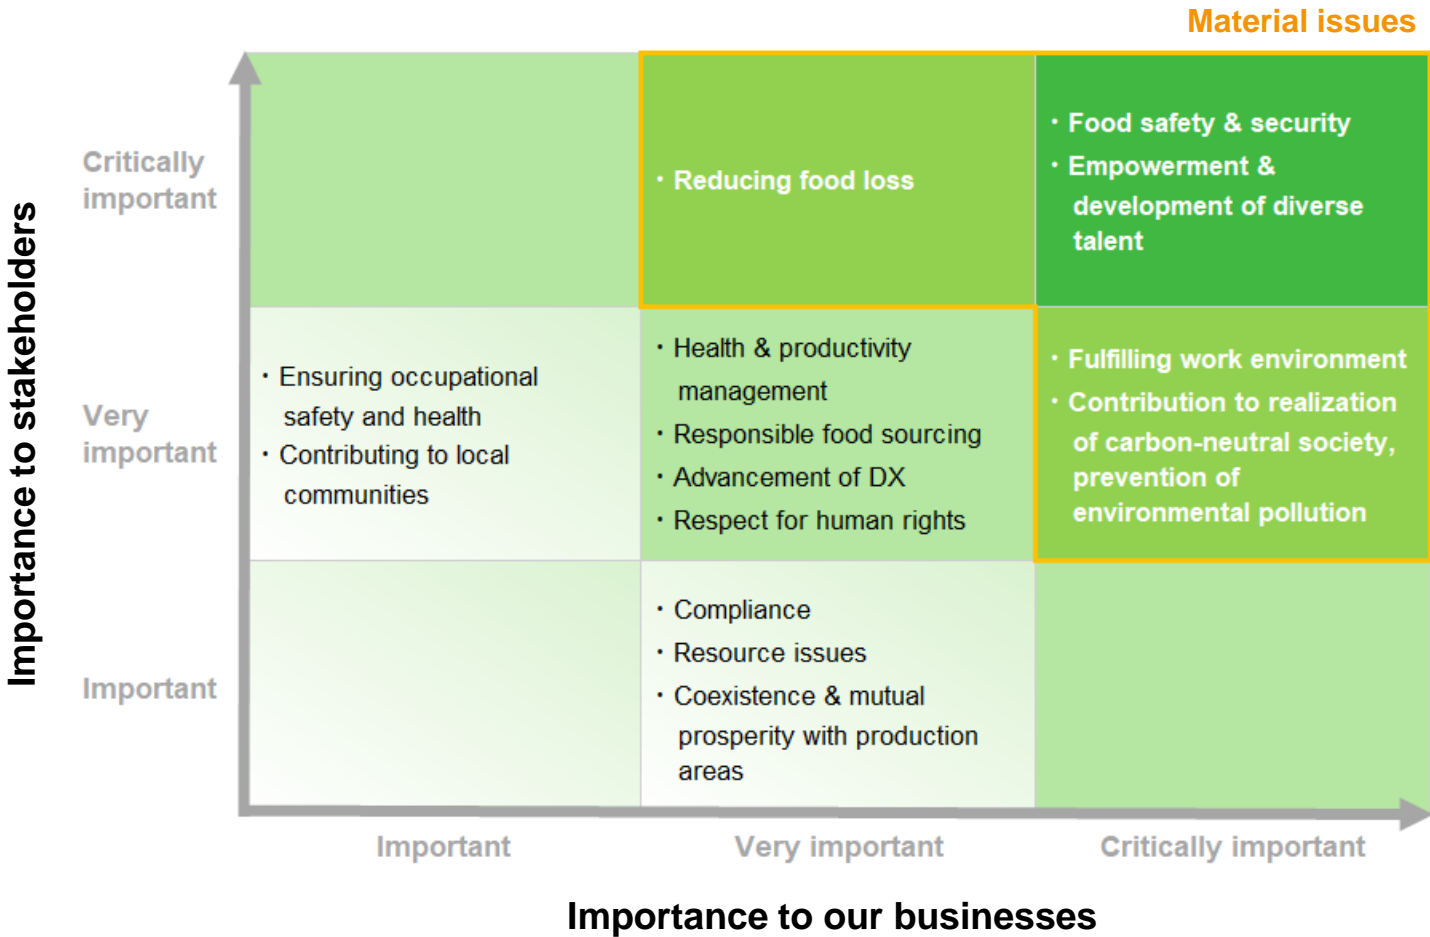 Material issues
Importance to stakeholders
Critically
important
・Reducing food loss
・Food safety & security
・Empowerment &
development of diverse
talent
Very
important
・Ensuring occupational
safety and health
・Contributing to local
communities
・Health & productivity
management
・Responsible food sourcing
・Advancement of DX
・Respect for human rights
・Fulfilling work environment
・Contribution to realization
of carbon-neutral society,
prevention of
environmental pollution
Important
・Compliance
・Resource issues
・Coexistence & mutual
prosperity with production
areas
Important
Very important
Critically important
Importance to our businesses